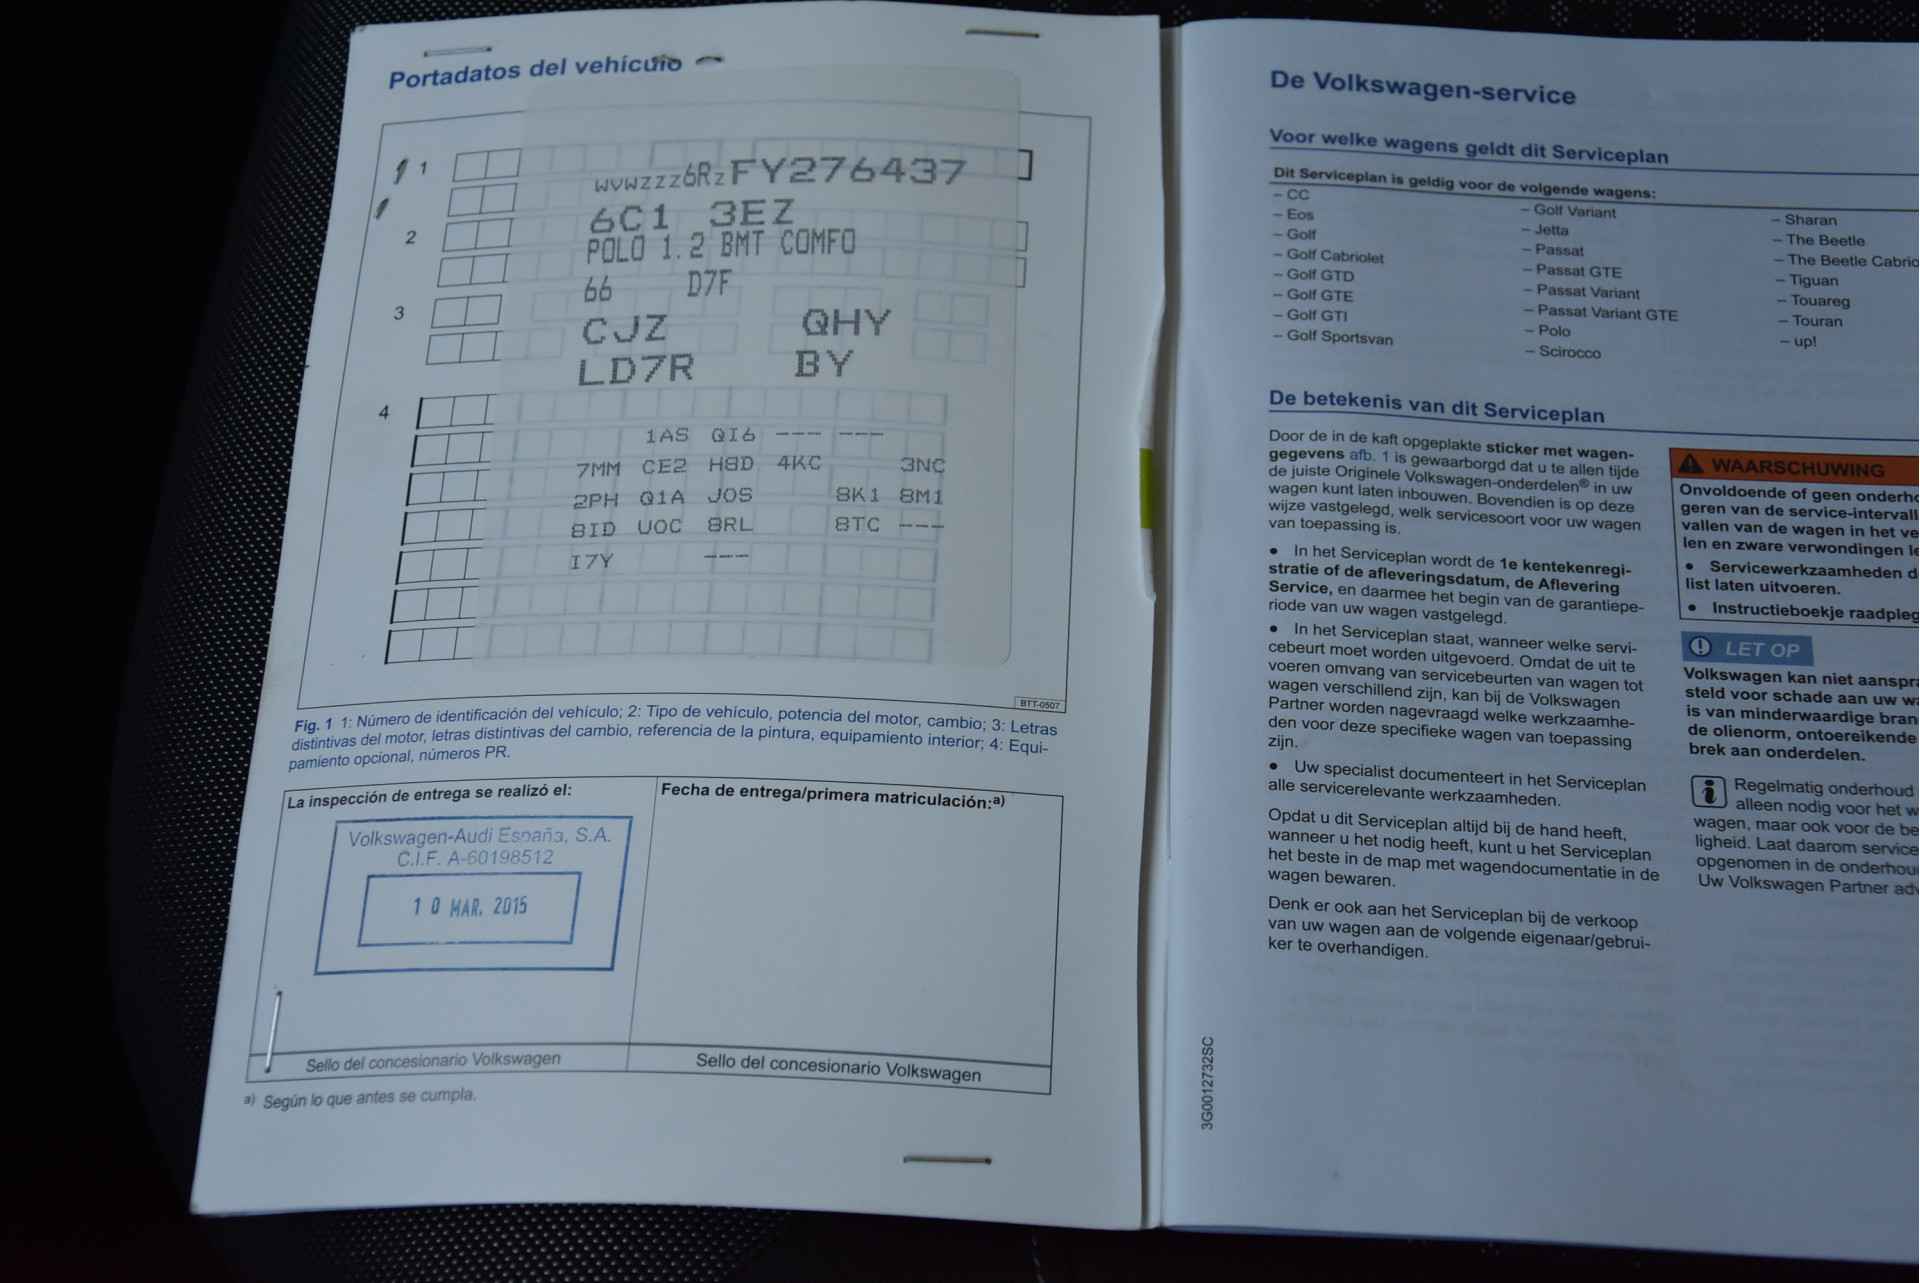 Portadatos del vehículo
1
WVWZZZ6RZFY276437
6C1 3EZ
2
POLO 1.2 BMT COMFO
66 D7F
3
CJZ QHY
LD7R BY
4
1AS QI6 --- ---
7MM CE2 H8D 4KC 3NC
2PH Q1A JOS 8K1 8M1
8ID UOC 8RL 8TC ---
I7Y ---
BTT-0507
Fig. 1 1: Número de identificación del vehículo; 2: Tipo de vehículo, potencia del motor, cambio; 3: Letras
distintivas del motor, letras distintivas del cambio, referencia de la pintura, equipamiento interior; 4: Equi-
pamiento opcional, números PR.
La inspección de entrega se realizó el:
Volkswagen-Audi España, S.A.
C.I.F. A-60198512
10 MAR. 2015
Sello del concesionario Volkswagen
Fecha de entrega/primera matriculación:a)
Sello del concesionario Volkswagen
a) Según lo que antes se cumpla.
De Volkswagen-service
Voor welke wagens geldt dit Serviceplan
Dit Serviceplan is geldig voor de volgende wagens:
– CC
– Eos
– Golf
– Golf Cabriolet
– Golf GTD
– Golf GTE
– Golf GTI
– Golf Sportsvan
– Golf Variant
– Jetta
– Passat
– Passat GTE
– Passat Variant
– Passat Variant GTE
– Polo
– Scirocco
– Sharan
– The Beetle
– The Beetle Cabrio
– Tiguan
– Touareg
– Touran
– up!
De betekenis van dit Serviceplan
Door de in de kaft opgeplakte sticker met wagen-
gegevens afb. 1 is gewaarborgd dat u te allen tijde
de juiste Originele Volkswagen-onderdelen® in uw
wagen kunt laten inbouwen. Bovendien is op deze
wijze vastgelegd, welk servicesoort voor uw wagen
van toepassing is.
● In het Serviceplan wordt de 1e kentekenregi-
stratie of de afleveringsdatum, de Aflevering
Service, en daarmee het begin van de garantiepe-
riode van uw wagen vastgelegd.
● In het Serviceplan staat, wanneer welke servi-
cebeurt moet worden uitgevoerd. Omdat de uit te
voeren omvang van servicebeurten van wagen tot
wagen verschillend zijn, kan bij de Volkswagen
Partner worden nagevraagd welke werkzaamhe-
den voor deze specifieke wagen van toepassing
zijn.
● Uw specialist documenteert in het Serviceplan
alle servicerelevante werkzaamheden.
Opdat u dit Serviceplan altijd bij de hand heeft,
wanneer u het nodig heeft, kunt u het Serviceplan
het beste in de map met wagendocumentatie in de
wagen bewaren.
Denk er ook aan het Serviceplan bij de verkoop
van uw wagen aan de volgende eigenaar/gebrui-
ker te overhandigen.
WAARSCHUWING
Onvoldoende of geen onderho
geren van de service-intervall
vallen van de wagen in het ve
len en zware verwondingen le
● Servicewerkzaamheden d
list laten uitvoeren.
● Instructieboekje raadpleg
LET OP
Volkswagen kan niet aanspra
steld voor schade aan uw wa
is van minderwaardige bran
de olienorm, ontoereikende
brek aan onderdelen.
Regelmatig onderhoud
alleen nodig voor het w
wagen, maar ook voor de be
ligheid. Laat daarom service
opgenomen in de onderhou
Uw Volkswagen Partner adv
3G0012732SC